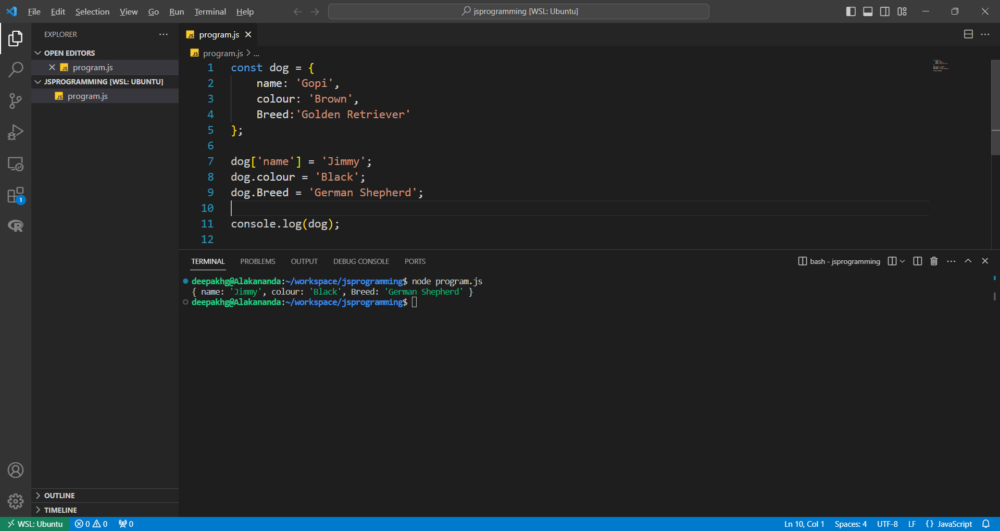 File Edit Selection View Go Run Terminal Help
jsprogramming [WSL: Ubuntu]
EXPLORER
OPEN EDITORS
JS program.js
JSPROGRAMMING [WSL: UBUNTU]
JS program.js
1
R
OUTLINE
TIMELINE
JS program.js
JS program.js > ...
1 const dog = {
2     name: 'Gopi',
3     colour: 'Brown',
4     Breed:'Golden Retriever'
5 };
6
7 dog['name'] = 'Jimmy';
8 dog.colour = 'Black';
9 dog.Breed = 'German Shepherd';
10
11 console.log(dog);
12
TERMINAL PROBLEMS OUTPUT DEBUG CONSOLE PORTS
bash - jsprogramming
deepakhg@Alakananda:~/workspace/jsprogramming$ node program.js
{ name: 'Jimmy', colour: 'Black', Breed: 'German Shepherd' }
deepakhg@Alakananda:~/workspace/jsprogramming$
WSL: Ubuntu 0 0 0 Ln 10, Col 1 Spaces: 4 UTF-8 LF {} JavaScript